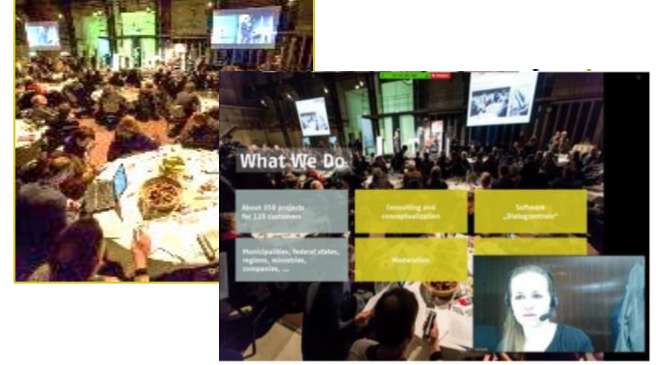 What We Do
About 350 projects
for 125 customers
Consulting and
conceptualization
Software
„Dialogzentrale“
Municipalities, federal states,
regions, ministries,
companies, ...
Moderation